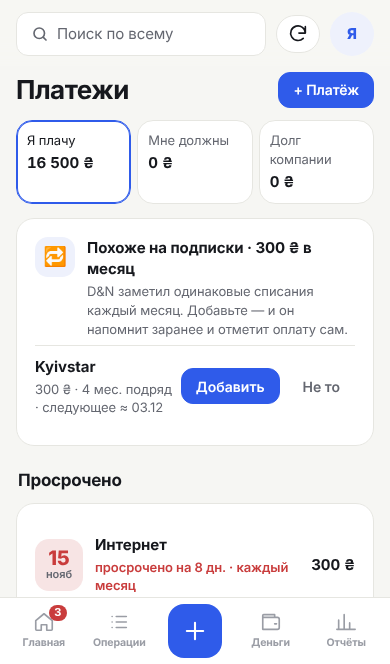 Поиск по всему
Я
Платежи
+ Платёж
Я плачу
16 500 ₴
Мне должны
0 ₴
Долг
компании
0 ₴
Похоже на подписки · 300 ₴ в
месяц
D&N заметил одинаковые списания
каждый месяц. Добавьте — и он
напомнит заранее и отметит оплату сам.
Kyivstar
300 ₴ · 4 мес. подряд
· следующее ≈ 03.12
Добавить
Не то
Просрочено
15
нояб
Интернет
просрочено на 8 дн. · каждый
месяц
300 ₴
3
Главная
Операции
Деньги
Отчёты